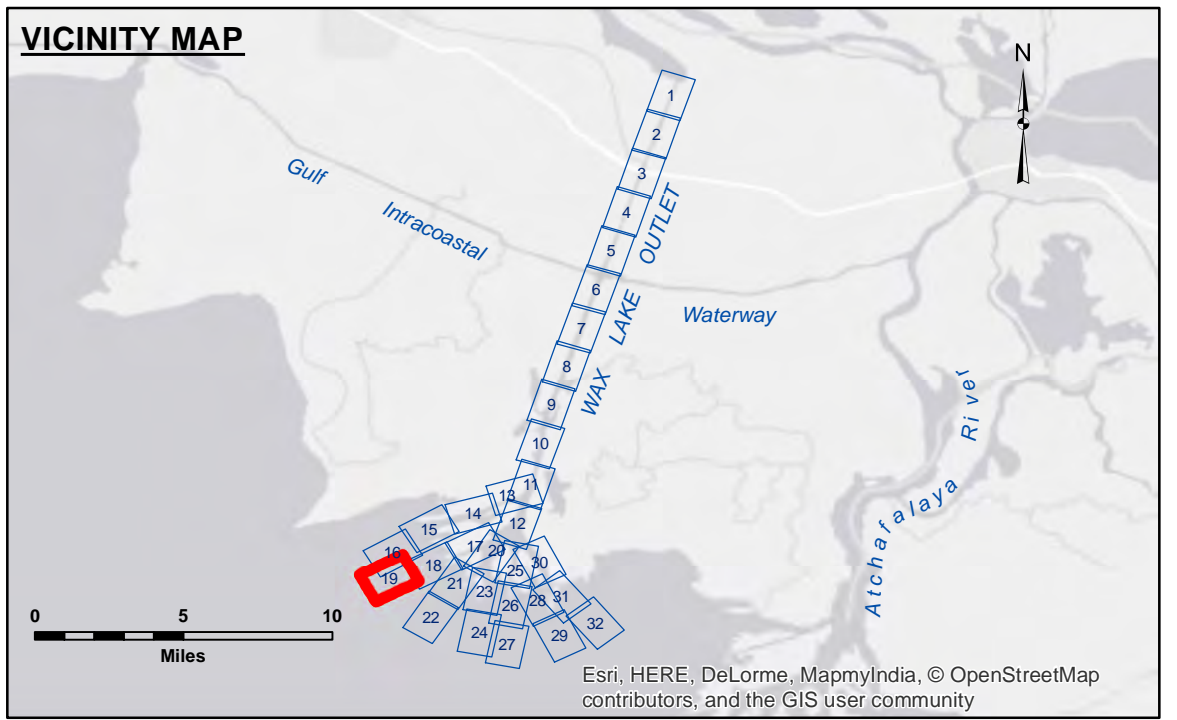 VICINITY MAP
N
1
2
3
4
5
6
7
8
9
10
11
12
13
14
15
16
17
18
19
20
21
22
23
24
25
26
27
28
29
30
31
32
Gulf
Intracoastal
Waterway
WAX LAKE OUTLET
Atchafalaya River
0 5 10
Miles
Esri, HERE, DeLorme, MapmyIndia, © OpenStreetMap
contributors, and the GIS user community